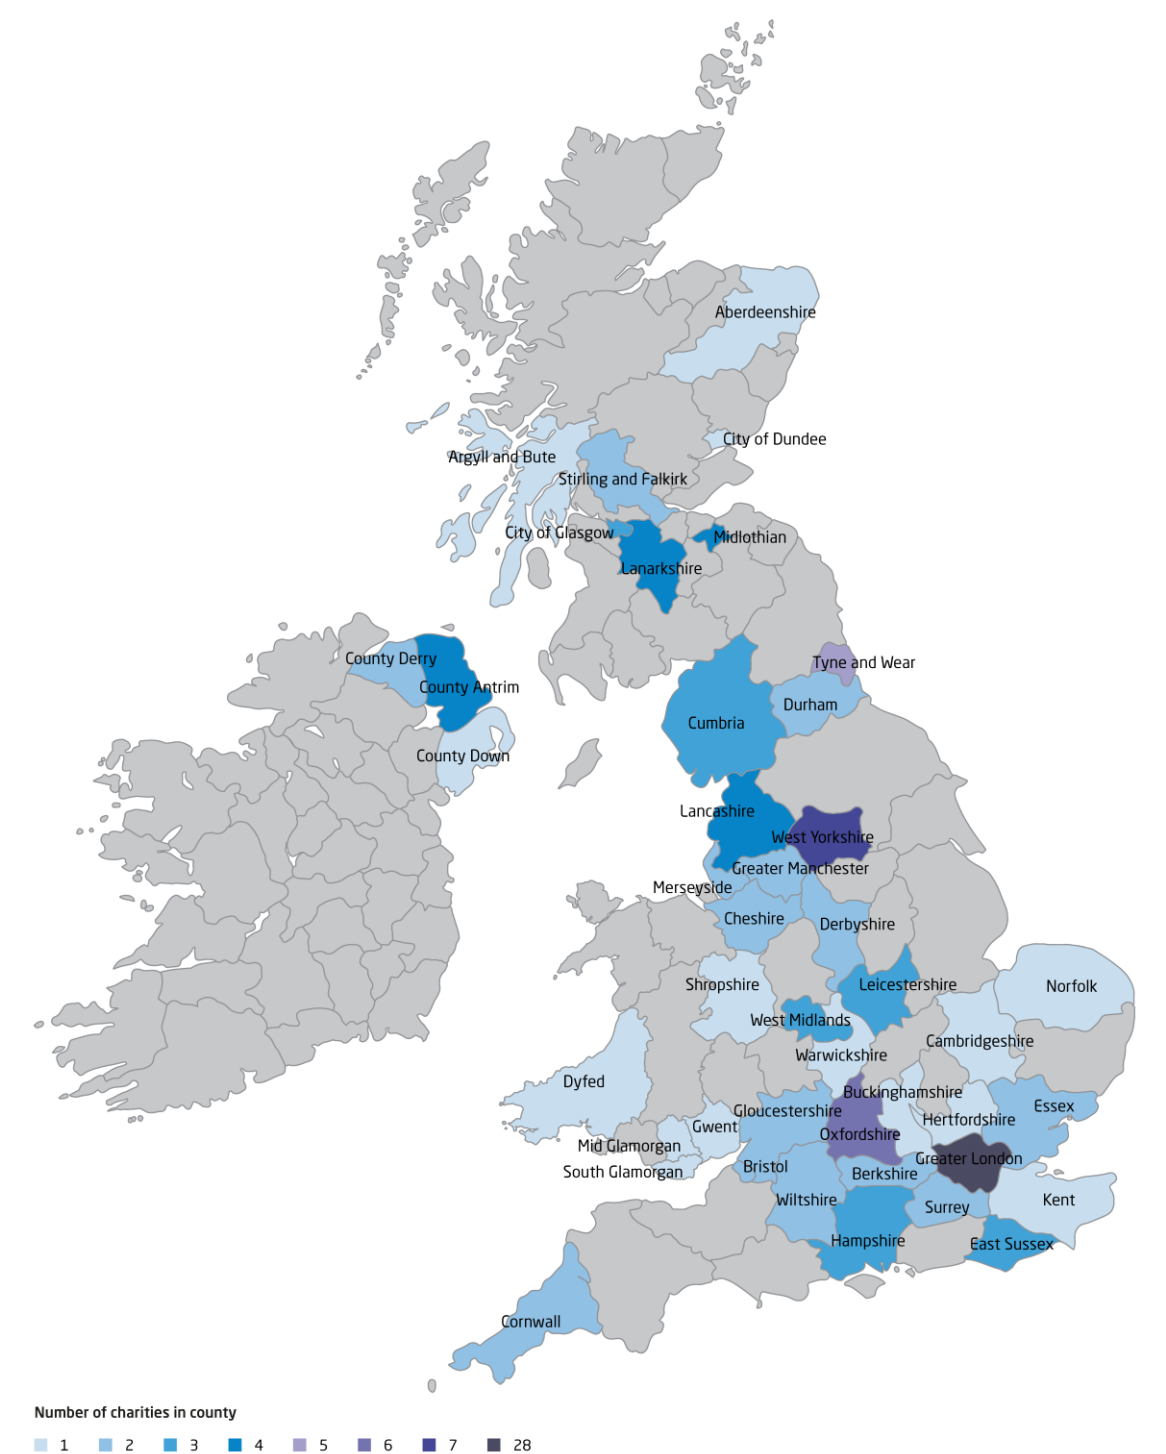 Aberdeenshire
City of Dundee
Argyll and Bute
Stirling and Falkirk
City of Glasgow
Midlothian
Lanarkshire
County Derry
Tyne and Wear
County Antrim
Durham
Cumbria
County Down
Lancashire
West Yorkshire
Greater Manchester
Merseyside
Cheshire
Derbyshire
Shropshire
Leicestershire
Norfolk
West Midlands
Cambridgeshire
Warwickshire
Dyfed
Buckinghamshire
Essex
Gloucestershire
Hertfordshire
Gwent
Oxfordshire
Mid Glamorgan
Greater London
Bristol
South Glamorgan
Berkshire
Wiltshire
Kent
Surrey
Hampshire
East Sussex
Cornwall
Number of charities in county
1 2 3 4 5 6 7 28